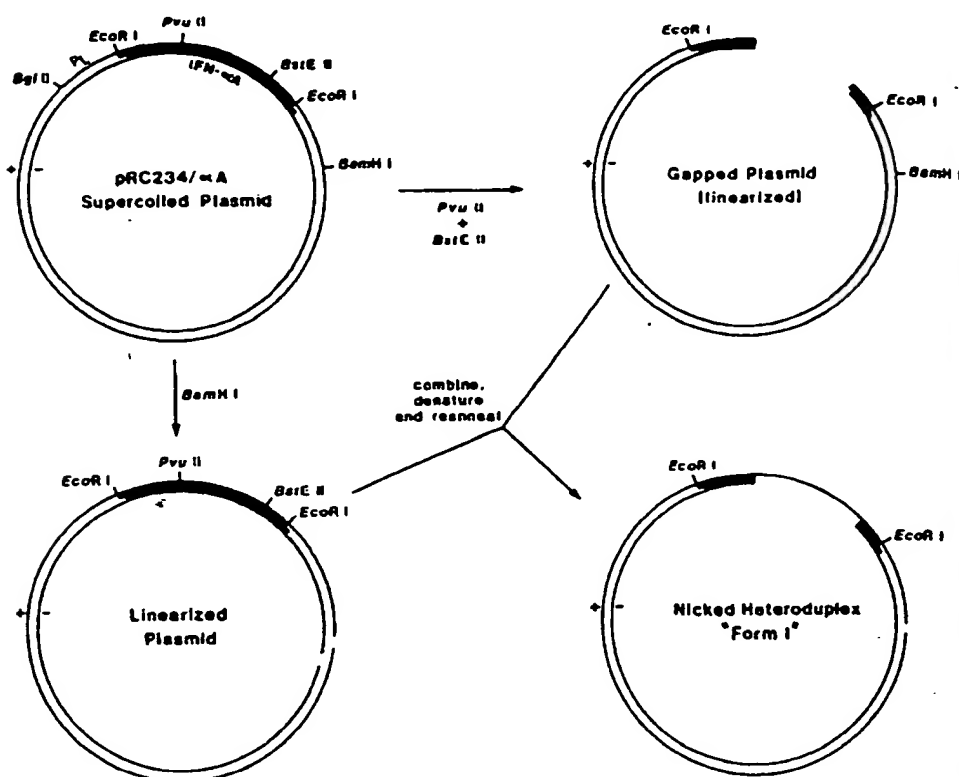 Pvu II
EcoR I
PL
IFN-αA
BstE II
Bgl II
EcoR I
BamH I
+ -
pRC234/αA
Supercoiled Plasmid
EcoR I
EcoR I
+ -
BamH I
Gapped Plasmid
(linearized)
Pvu II
+
BstE II
BamH I
combine,
denature
and reanneal
Pvu II
EcoR I
BstE II
EcoR I
+ -
Linearized
Plasmid
EcoR I
EcoR I
+ -
Nicked Heteroduplex
"Form I"